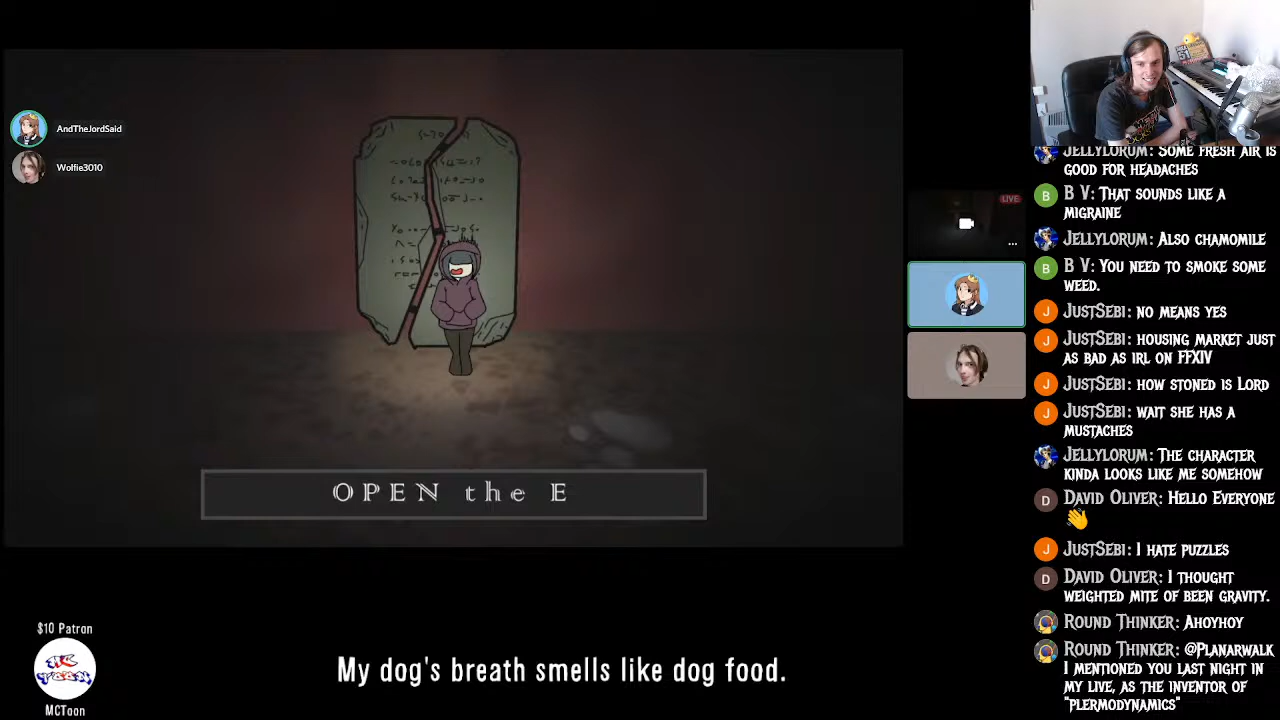 AndTheJordSaid
Wolfie3010
OPEN the E
LIVE
JELLYLORUM: SOME FRESH AIR IS
GOOD FOR HEADACHES
B V: THAT SOUNDS LIKE A
MIGRAINE
JELLYLORUM: ALSO CHAMOMILE
B V: YOU NEED TO SMOKE SOME
WEED.
JUSTSEBI: NO MEANS YES
JUSTSEBI: HOUSING MARKET JUST
AS BAD AS IRL ON FFXIV
JUSTSEBI: HOW STONED IS LORD
JUSTSEBI: WAIT SHE HAS A
MUSTACHES
JELLYLORUM: THE CHARACTER
KINDA LOOKS LIKE ME SOMEHOW
DAVID OLIVER: HELLO EVERYONE
👋
JUSTSEBI: I HATE PUZZLES
DAVID OLIVER: I THOUGHT
WEIGHTED MITE OF BEEN GRAVITY.
ROUND THINKER: AHOYHOY
ROUND THINKER: @PLANARWALK
I MENTIONED YOU LAST NIGHT IN
MY LIVE, AS THE INVENTOR OF
"PLERMODYNAMICS"
$10 Patron
MC
TOON
MCToon
My dog's breath smells like dog food.